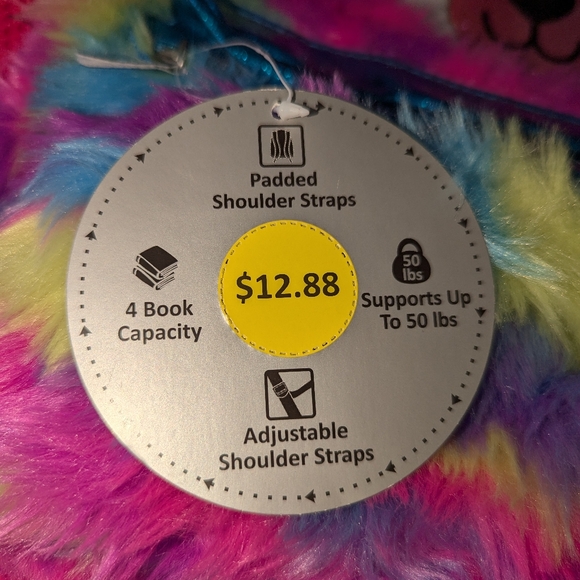 Padded
Shoulder Straps
$12.88
4 Book
Capacity
50
lbs
Supports Up
To 50 lbs
Adjustable
Shoulder Straps